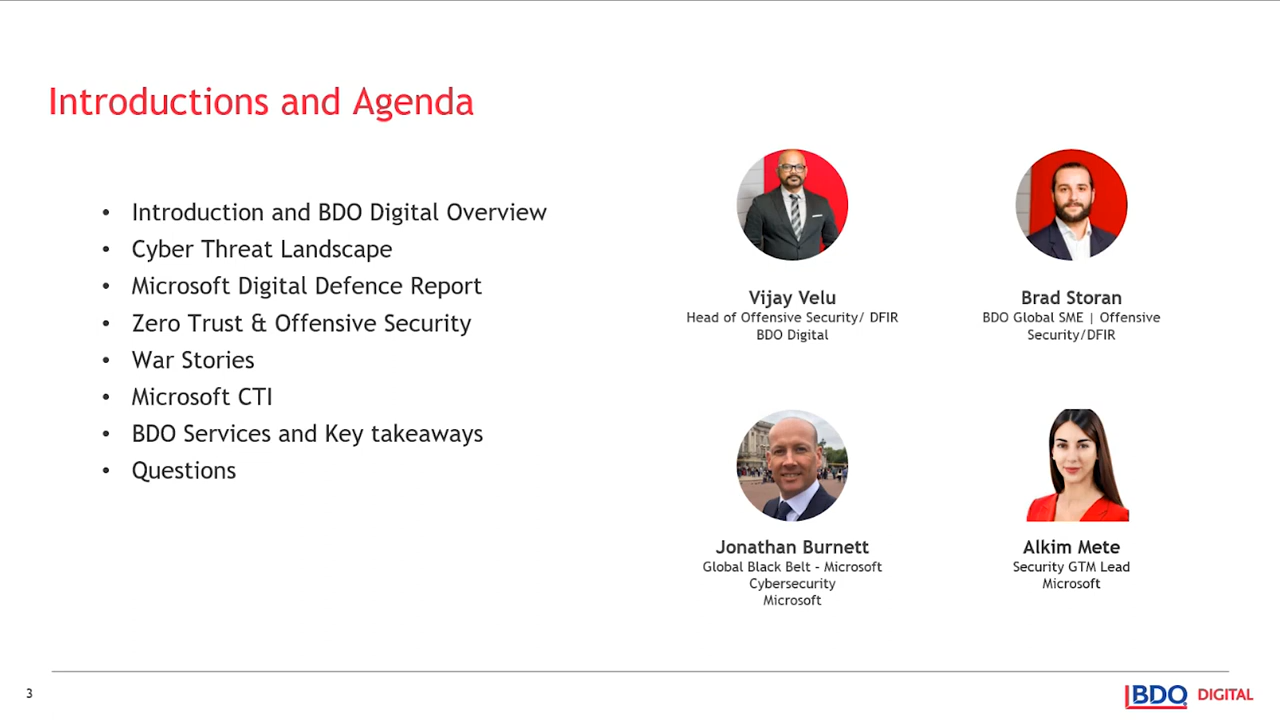 Introductions and Agenda
• Introduction and BDO Digital Overview
• Cyber Threat Landscape
• Microsoft Digital Defence Report
• Zero Trust & Offensive Security
• War Stories
• Microsoft CTI
• BDO Services and Key takeaways
• Questions
Vijay Velu
Head of Offensive Security/ DFIR
BDO Digital
Brad Storan
BDO Global SME | Offensive
Security/DFIR
Jonathan Burnett
Global Black Belt - Microsoft
Cybersecurity
Microsoft
Alkim Mete
Security GTM Lead
Microsoft
3
BDO DIGITAL